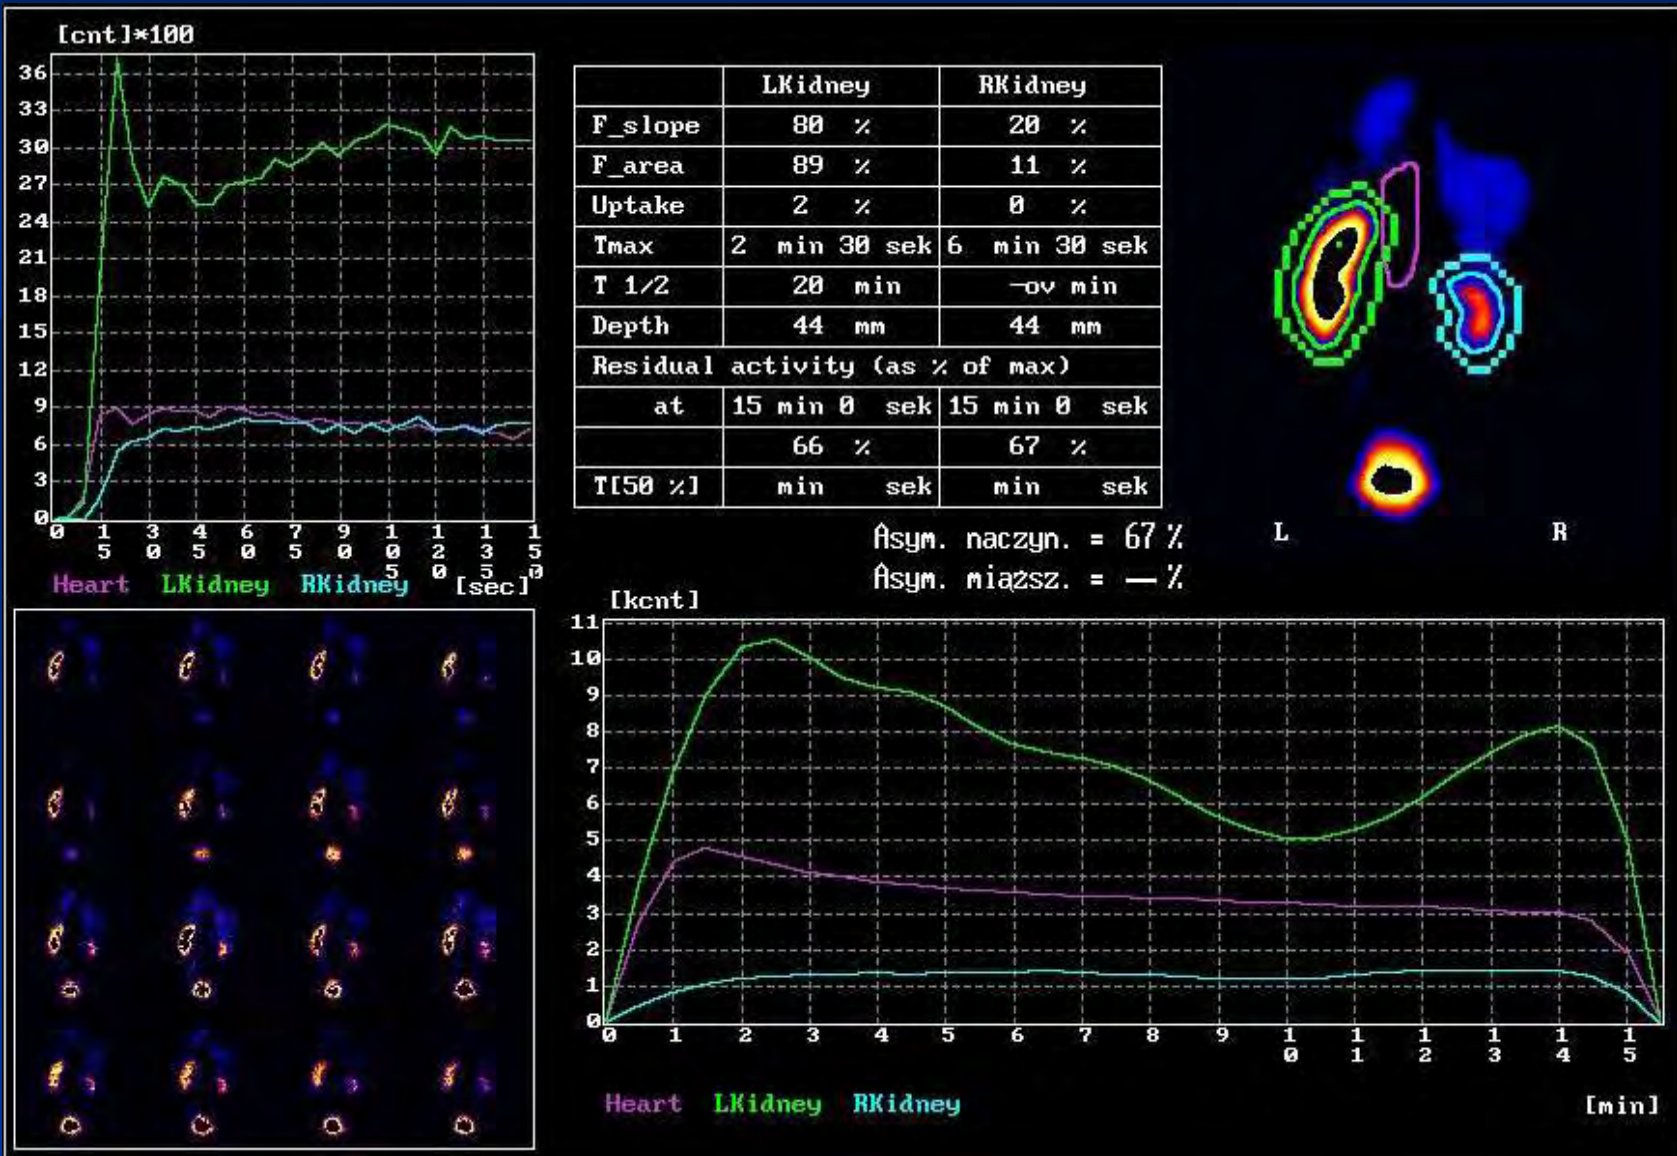 [cnt]*100
36
33
30
27
24
21
18
15
12
9
6
3
0
0 15 30 45 60 75 90 105 120 135 150
Heart LKidney RKidney [sec]
LKidney RKidney
F_slope 80 % 20 %
F_area 89 % 11 %
Uptake 2 % 0 %
Tmax 2 min 30 sek 6 min 30 sek
T 1/2 20 min -ov min
Depth 44 mm 44 mm
Residual activity (as % of max)
at 15 min 0 sek 15 min 0 sek
66 % 67 %
T[50 %] min sek min sek
Asym. naczyn. = 67 %
Asym. miąższ. = — %
L R
[kcnt]
11
10
9
8
7
6
5
4
3
2
1
0
0 1 2 3 4 5 6 7 8 9 10 11 12 13 14 15
Heart LKidney RKidney [min]